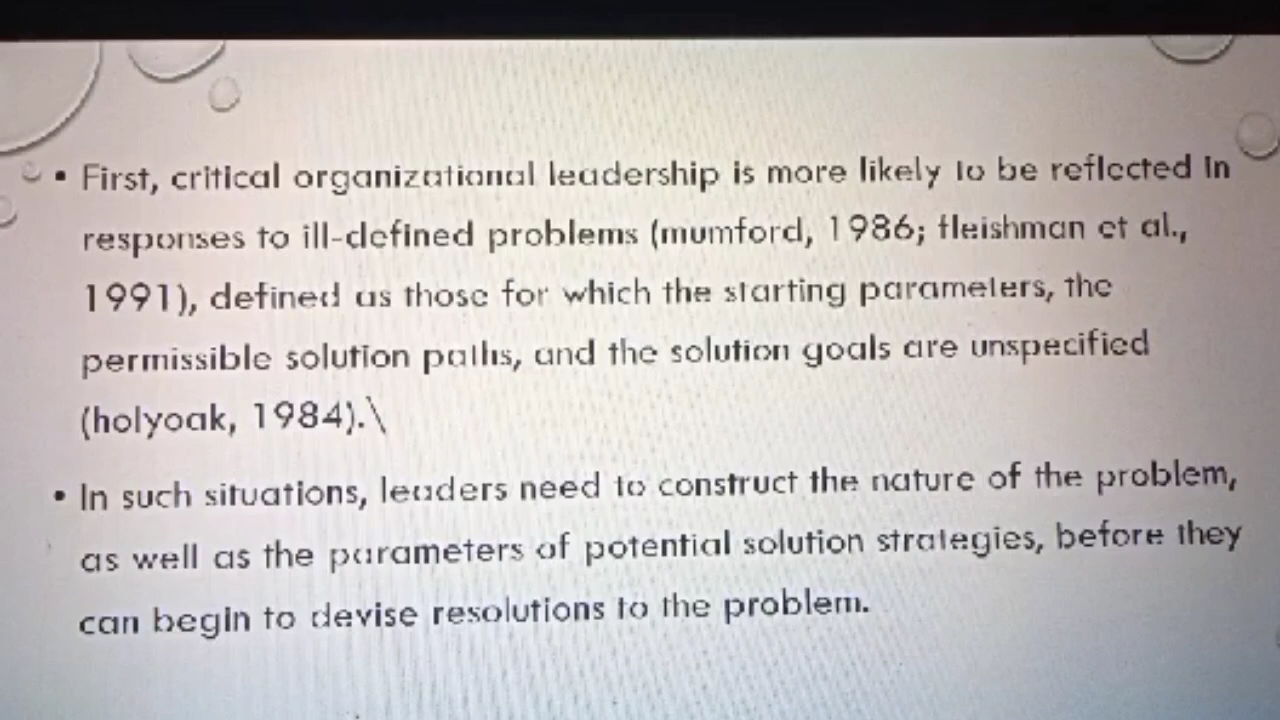 • First, critical organizational leadership is more likely to be reflected in
responses to ill-defined problems (mumford, 1986; fleishman et al.,
1991), defined as those for which the starting parameters, the
permissible solution paths, and the solution goals are unspecified
(holyoak, 1984).\
• In such situations, leaders need to construct the nature of the problem,
as well as the parameters of potential solution strategies, before they
can begin to devise resolutions to the problem.